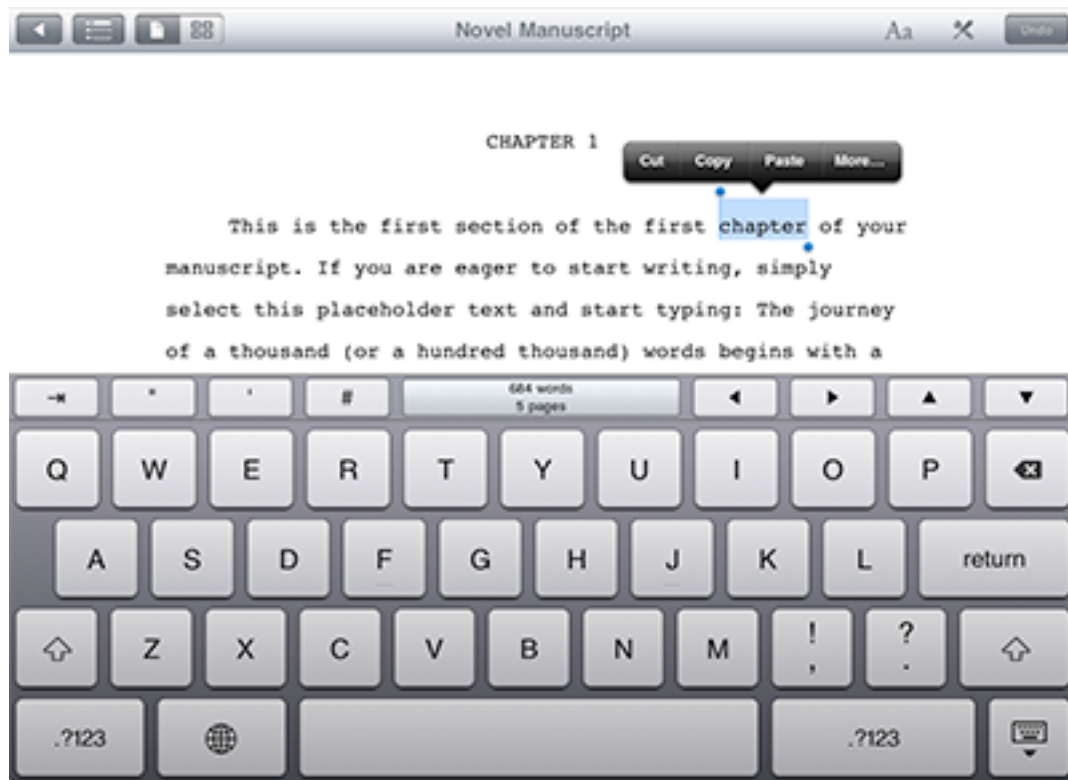 Novel Manuscript Aa Undo
CHAPTER 1
Cut Copy Paste More...
This is the first section of the first chapter of your
manuscript. If you are eager to start writing, simply
select this placeholder text and start typing: The journey
of a thousand (or a hundred thousand) words begins with a
" ' # 684 words
5 pages
Q W E R T Y U I O P
A S D F G H J K L return
Z X C V B N M ! , ? .
.?123 .?123